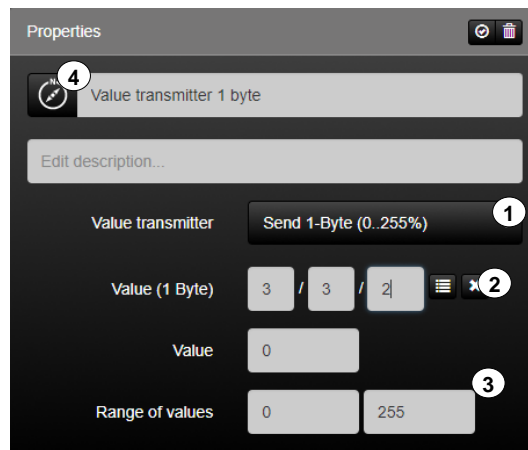 Properties
N 4
Value transmitter 1 byte
Edit description...
Value transmitter Send 1-Byte (0..255%) 1
Value (1 Byte) 3 / 3 / 2 2
Value 0
3
Range of values 0 255